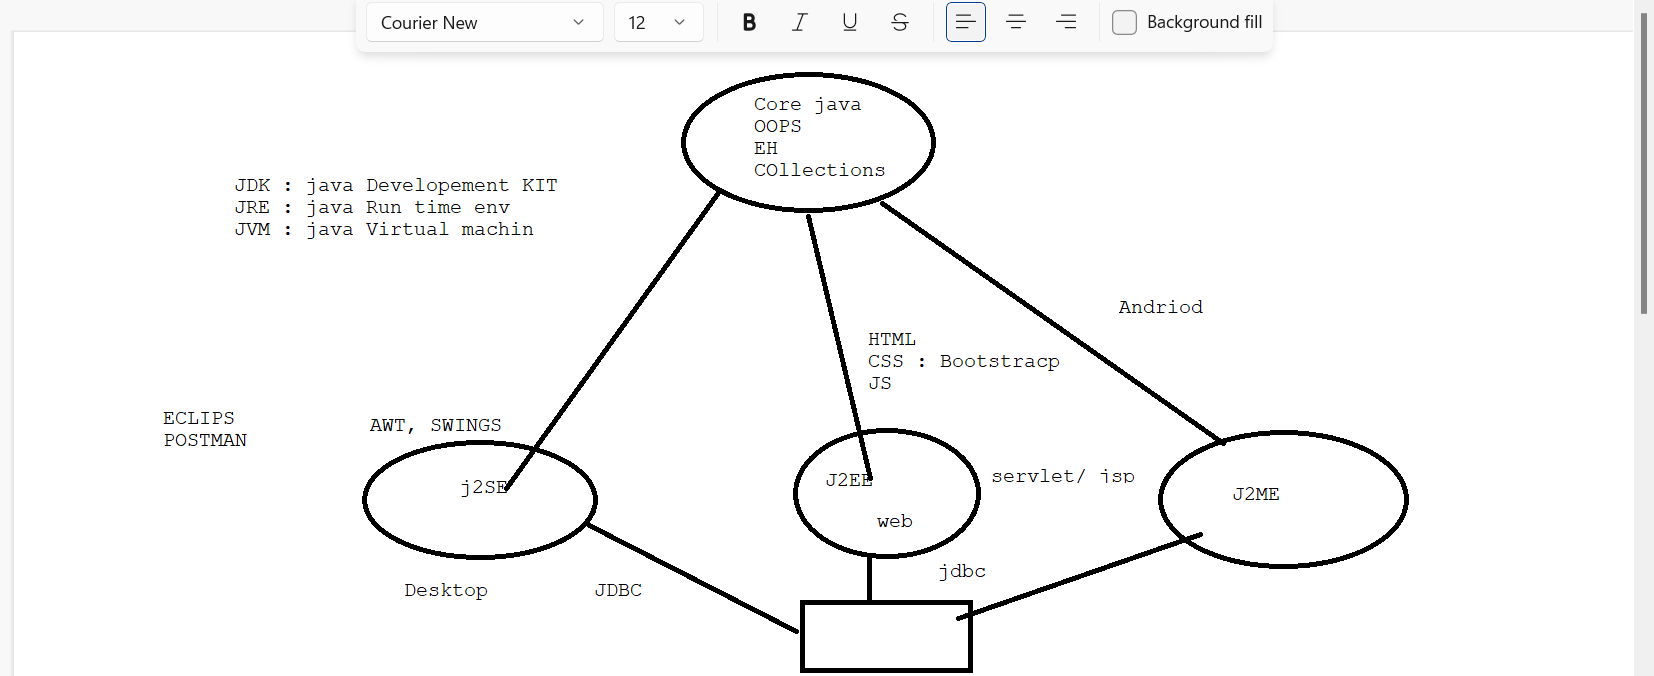 Courier New
12
B I U S
Background fill
Core java
OOPS
EH
COllections
JDK : java Developement KIT
JRE : java Run time env
JVM : java Virtual machin
Andriod
HTML
CSS : Bootstracp
JS
ECLIPS
POSTMAN
AWT, SWINGS
j2SE
J2EE
web
servlet/ jsp
J2ME
Desktop
JDBC
jdbc